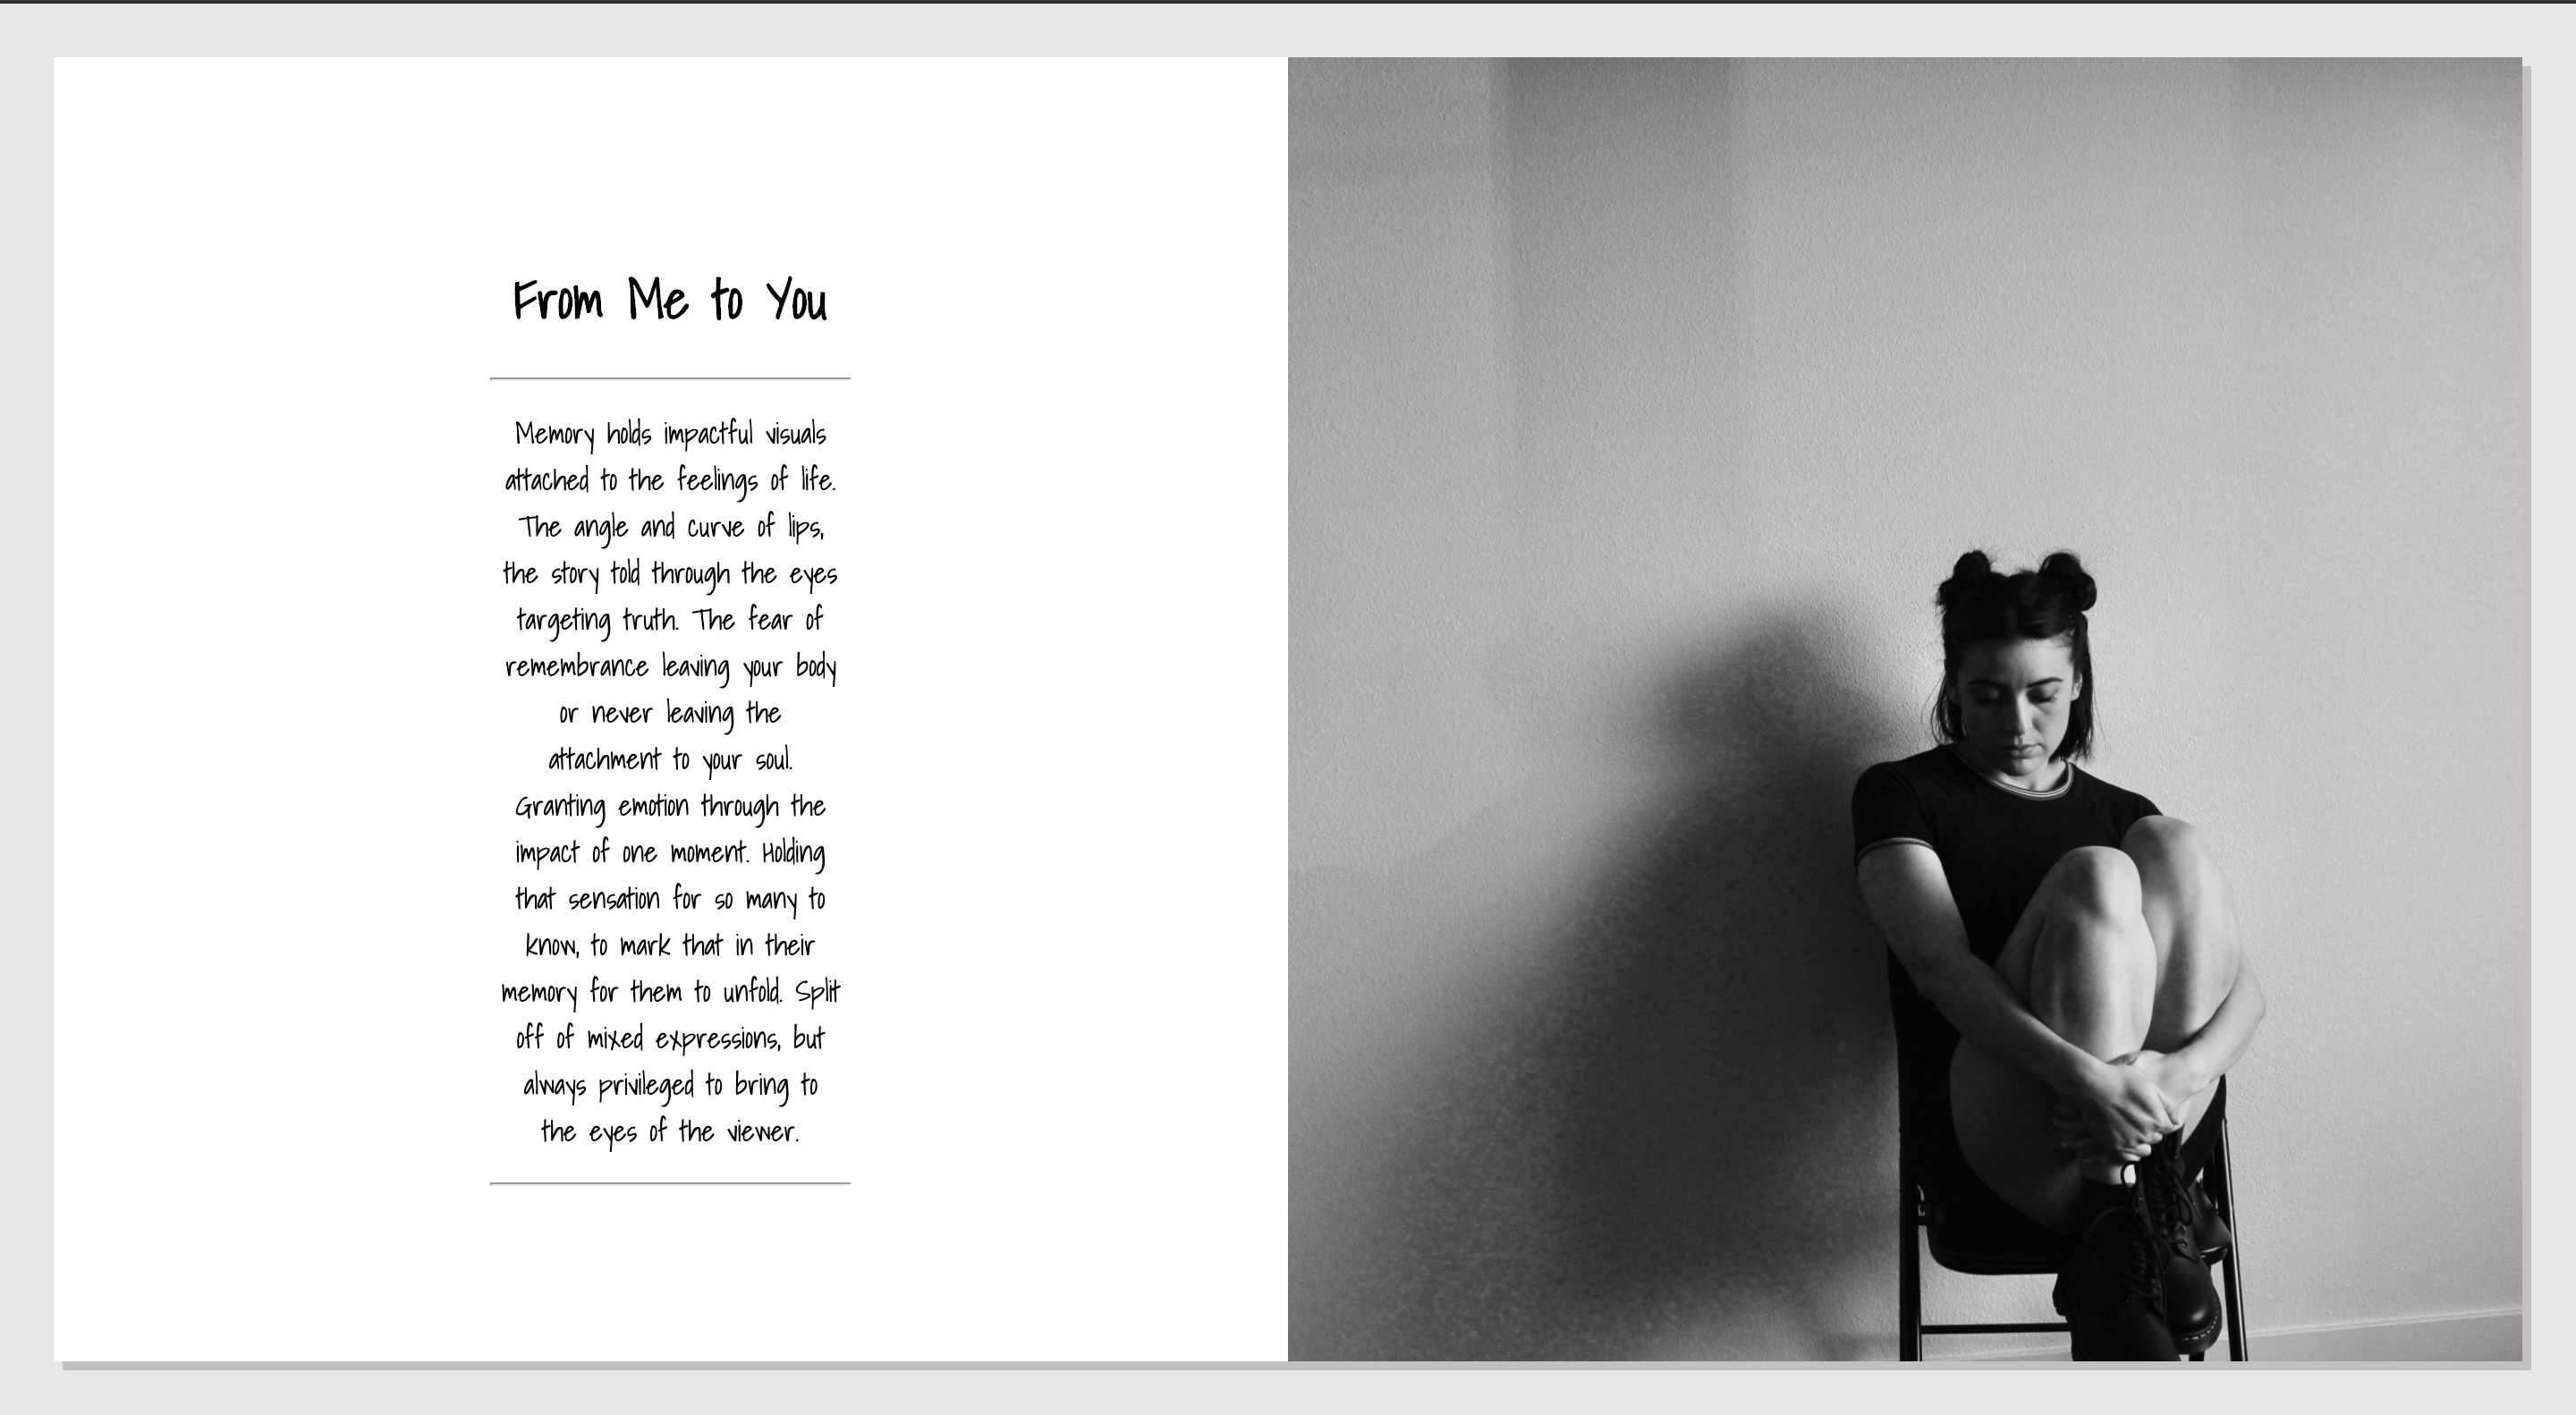 From Me to You
Memory holds impactful visuals
attached to the feelings of life.
The angle and curve of lips,
the story told through the eyes
targeting truth. The fear of
remembrance leaving your body
or never leaving the
attachment to your soul.
Granting emotion through the
impact of one moment. Holding
that sensation for so many to
know, to mark that in their
memory for them to unfold. Split
off of mixed expressions, but
always privileged to bring to
the eyes of the viewer.